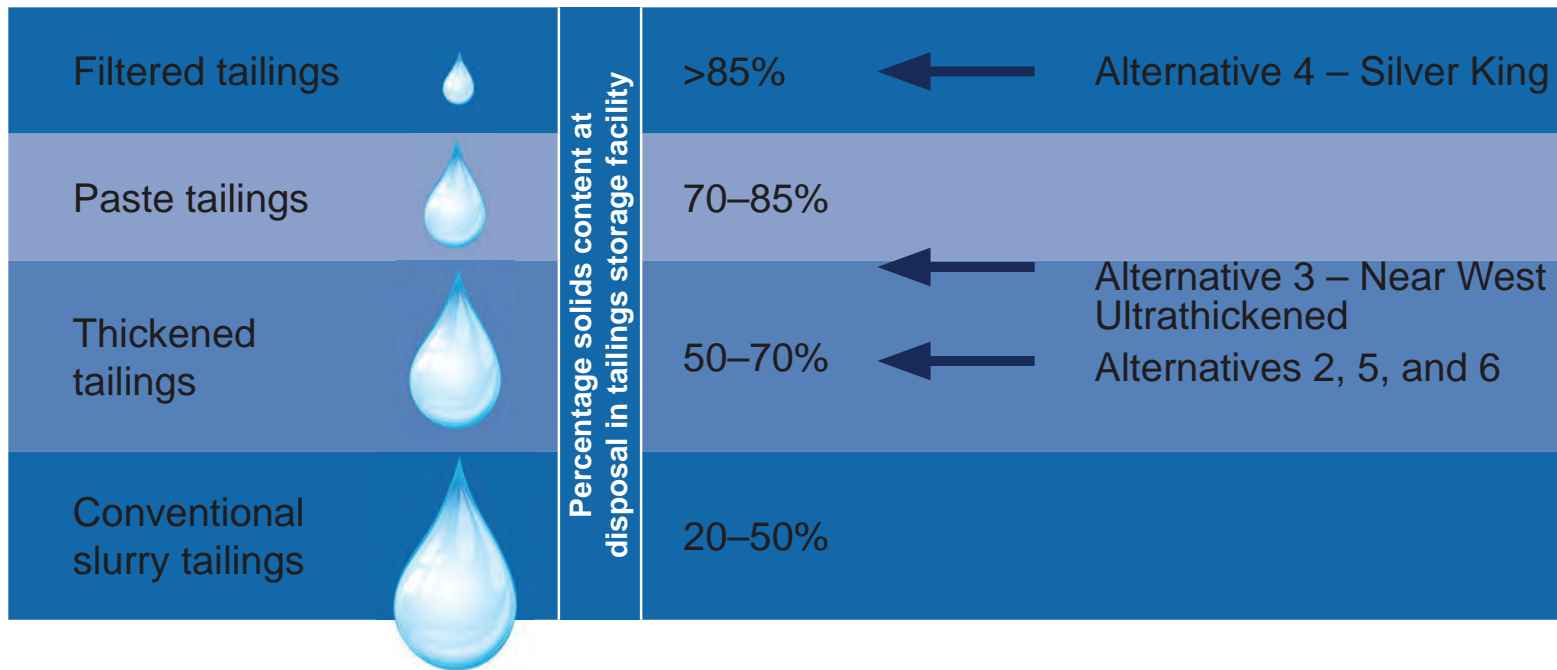 Filtered tailings
>85%
Alternative 4 – Silver King
Paste tailings
70–85%
Percentage solids content at
disposal in tailings storage facility
Alternative 3 – Near West
Ultrathickened
Thickened
tailings
50–70%
Alternatives 2, 5, and 6
Conventional
slurry tailings
20–50%